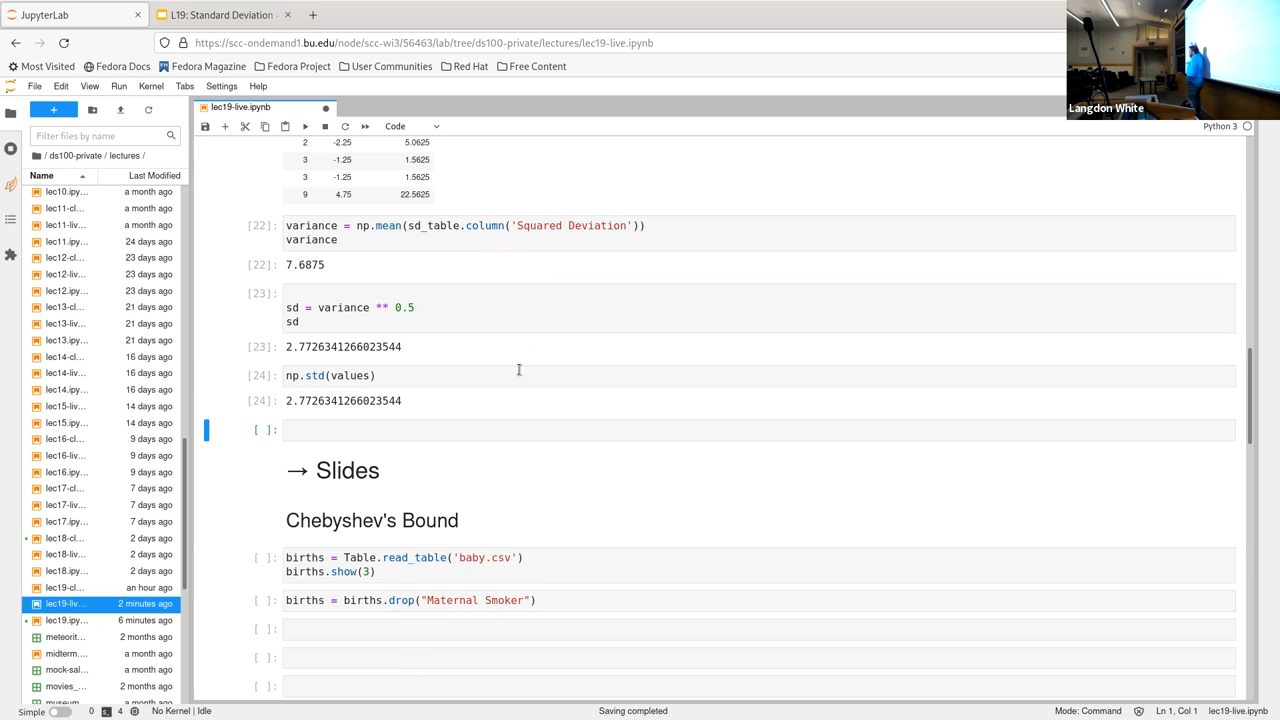 JupyterLab
L19: Standard Deviation -
https://scc-ondemand1.bu.edu/node/scc-wi3/56463/lab/tree/ds100-private/lectures/lec19-live.ipynb
Most Visited
Fedora Docs
Fedora Magazine
Fedora Project
User Communities
Red Hat
Free Content
Langdon White
File Edit View Run Kernel Tabs Settings Help
lec19-live.ipynb
Code
Python 3
Filter files by name
/ ds100-private / lectures /
Name Last Modified
lec10.ipy... a month ago
lec11-cl... a month ago
lec11-liv... a month ago
lec11.ipy... 24 days ago
lec12-cl... 23 days ago
lec12-liv... 23 days ago
lec12.ipy... 23 days ago
lec13-cl... 21 days ago
lec13-liv... 21 days ago
lec13.ipy... 21 days ago
lec14-cl... 16 days ago
lec14-liv... 16 days ago
lec14.ipy... 16 days ago
lec15-liv... 14 days ago
lec15.ipy... 14 days ago
lec16-cl... 9 days ago
lec16-liv... 9 days ago
lec16.ipy... 9 days ago
lec17-cl... 7 days ago
lec17-liv... 7 days ago
lec17.ipy... 7 days ago
lec18-cl... 2 days ago
lec18-liv... 2 days ago
lec18.ipy... 2 days ago
lec19-cl... an hour ago
lec19-liv... 2 minutes ago
lec19.ipy... 6 minutes ago
meteorit... 2 months ago
midterm.... a month ago
mock-sal... a month ago
movies_... 2 months ago
museum... a month ago
2 -2.25 5.0625
3 -1.25 1.5625
3 -1.25 1.5625
9 4.75 22.5625
[22]: variance = np.mean(sd_table.column('Squared Deviation'))
variance
[22]: 7.6875
[23]:
sd = variance ** 0.5
sd
[23]: 2.7726341266023544
[24]: np.std(values)
[24]: 2.7726341266023544
[ ]:
→ Slides
Chebyshev's Bound
[ ]: births = Table.read_table('baby.csv')
births.show(3)
[ ]: births = births.drop("Maternal Smoker")
[ ]:
[ ]:
[ ]:
Simple 0 4 No Kernel | Idle
Saving completed
Mode: Command
Ln 1, Col 1 lec19-live.ipynb